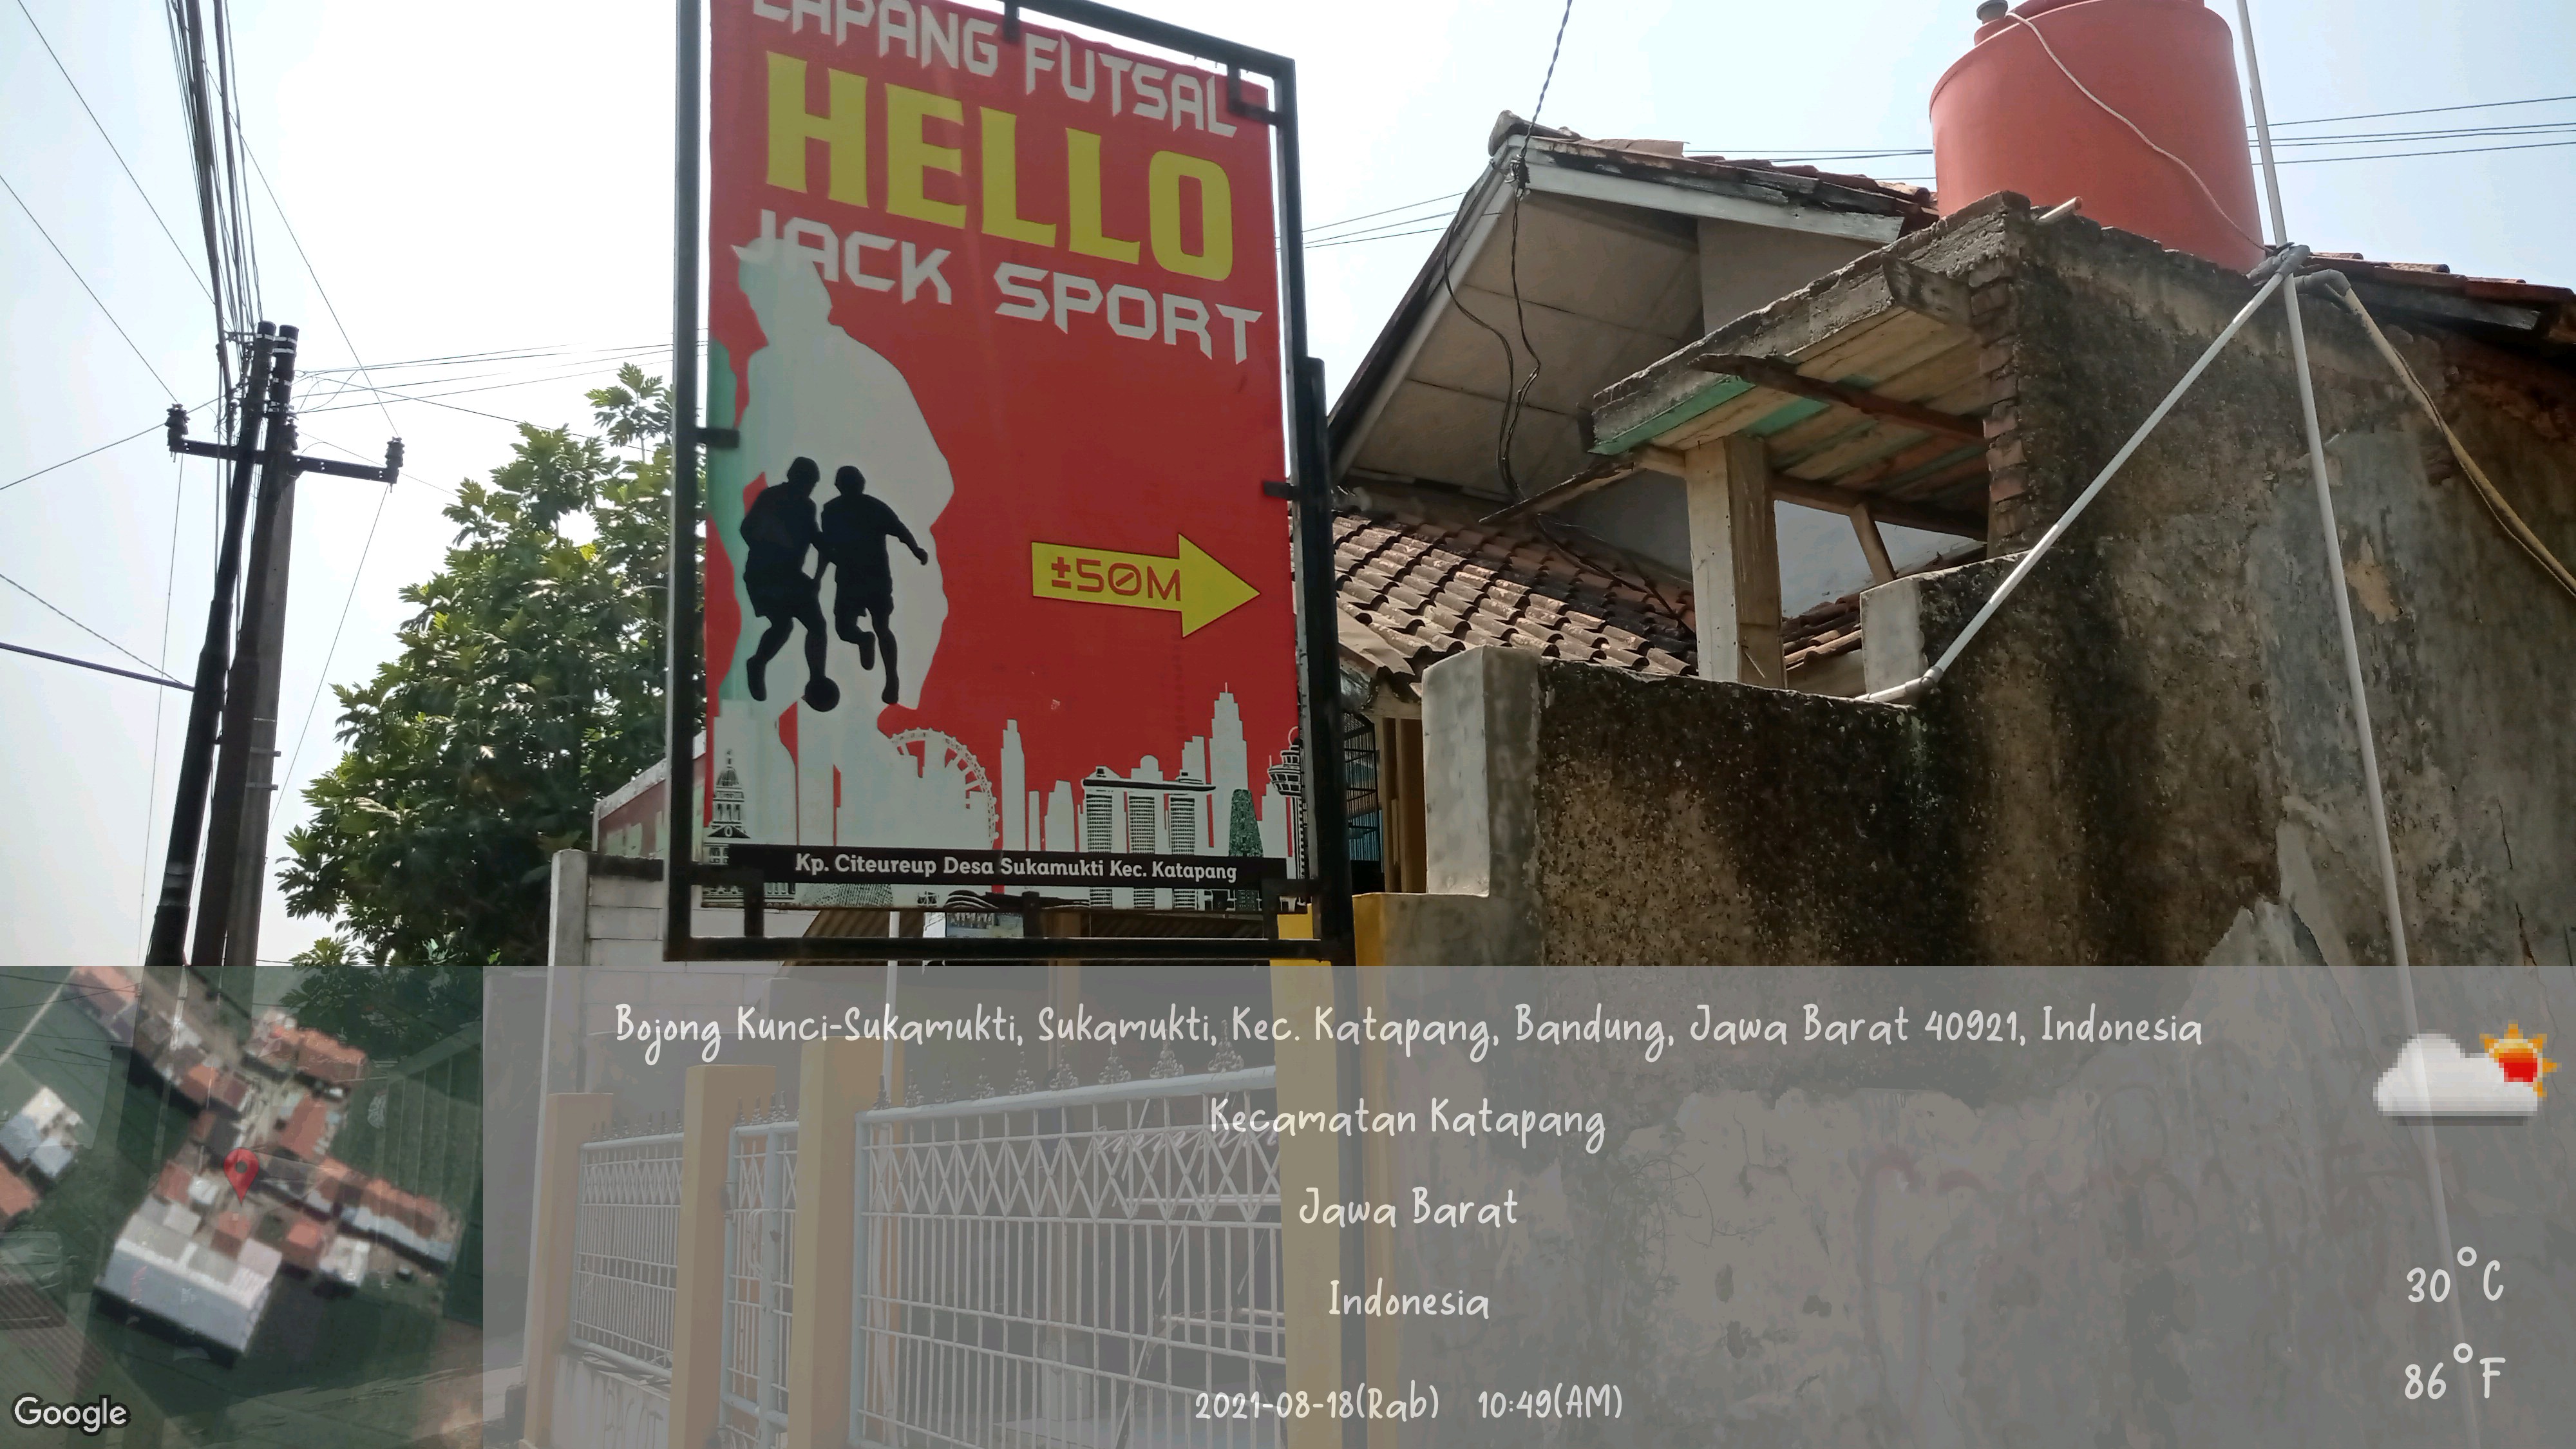 LAPANG FUTSAL
HELLO
JACK SPORT
±50M
Kp. Citeureup Desa Sukamukti Kec. Katapang
Bojong Kunci-Sukamukti, Sukamukti, Kec. Katapang, Bandung, Jawa Barat 40921, Indonesia
Kecamatan Katapang
Jawa Barat
Indonesia
2021-08-18(Rab) 10:49(AM)
30°C
86°F
Google